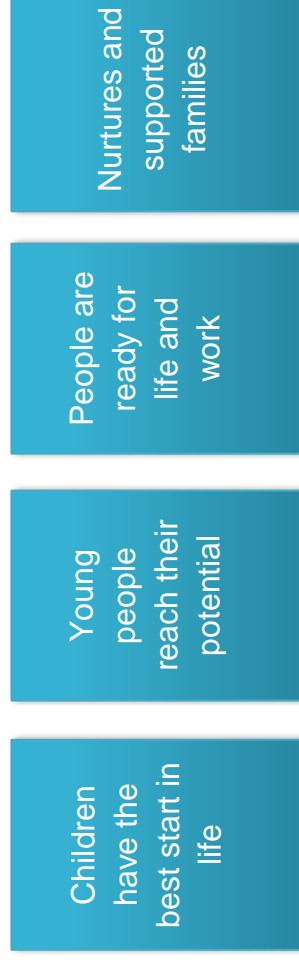 Children
have the
best start in
life
Young
people
reach their
potential
People are
ready for
life and
work
Nurtures and
supported
families